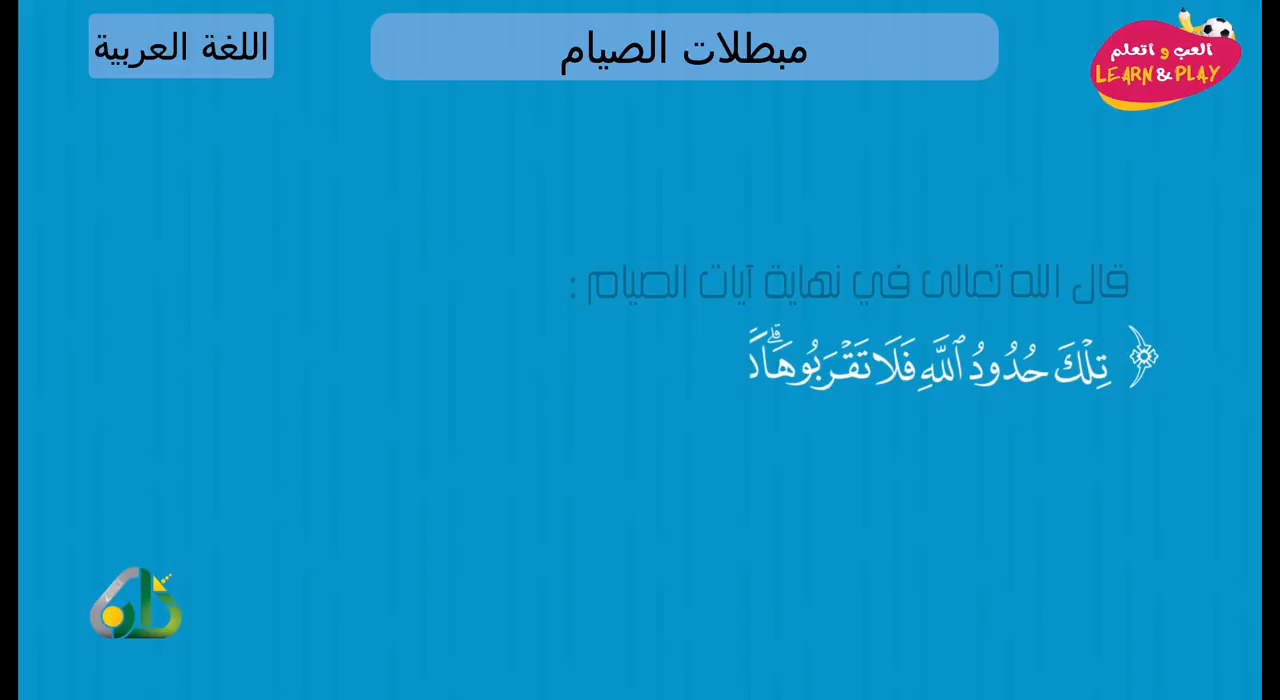 اللغة العربية
مبطلات الصيام
العب و اتعلم
LEARN & PLAY
قال الله تعالى في نهاية آيات الصيام :
﴿ تِلْكَ حُدُودُ ٱللَّهِ فَلَا تَقْرَبُوهَاۗ